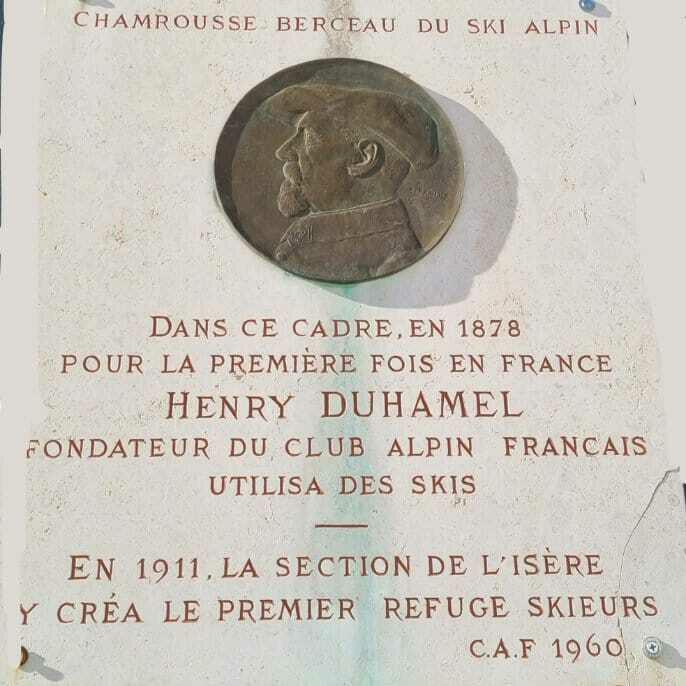 CHAMROUSSE BERCEAU DU SKI ALPIN
DANS CE CADRE, EN 1878
POUR LA PREMIÈRE FOIS EN FRANCE
HENRY DUHAMEL
FONDATEUR DU CLUB ALPIN FRANCAIS
UTILISA DES SKIS
EN 1911, LA SECTION DE L'ISÈRE
Y CRÉA LE PREMIER REFUGE SKIEURS
C.A.F 1960